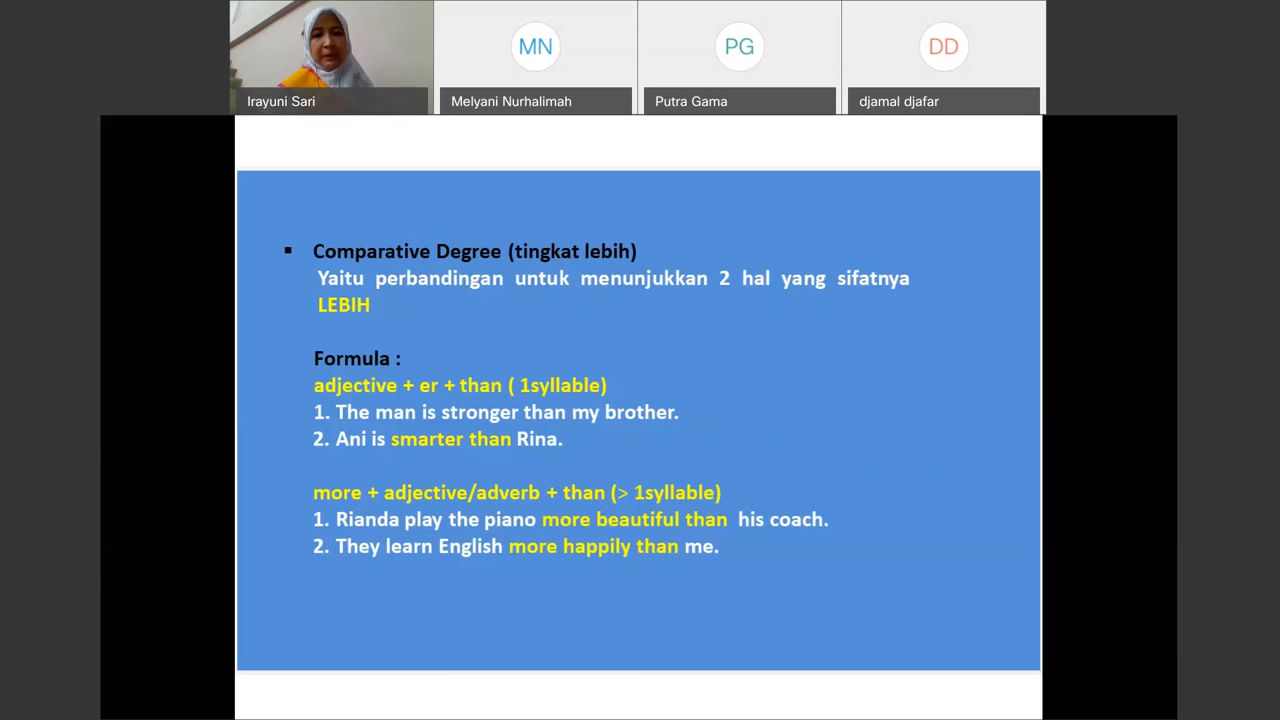 MN
PG
DD
Irayuni Sari
Melyani Nurhalimah
Putra Gama
djamal djafar
▪ Comparative Degree (tingkat lebih)
Yaitu perbandingan untuk menunjukkan 2 hal yang sifatnya
LEBIH
Formula :
adjective + er + than ( 1syllable)
1. The man is stronger than my brother.
2. Ani is smarter than Rina.
more + adjective/adverb + than (> 1syllable)
1. Rianda play the piano more beautiful than his coach.
2. They learn English more happily than me.